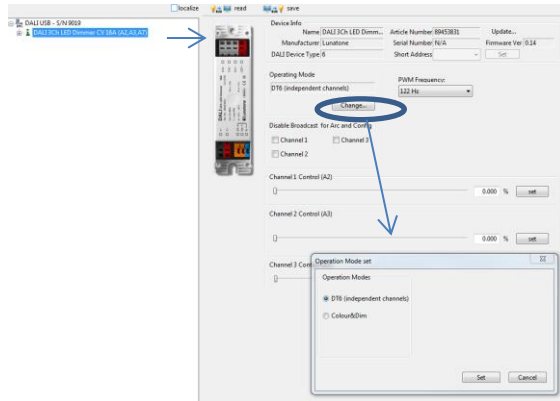 localize read save
DALI USB - S/N 9019
DALI 3Ch LED Dimmer CV 16A (A2,A3,A7)
Device Info
Name DALI 3Ch LED Dimm... Article Number 89453831 Update...
Manufacturer Lunatone Serial Number N/A Firmware Ver 0.14
DALI Device Type 6 Short Address Set
Operating Mode
PWM Frequency:
DT6 (independent channels) 122 Hz
Change...
Disable Broadcast for Arc and Config
Channel 1 Channel 3
Channel 2
Channel 1 Control (A2)
0.000 % set
Channel 2 Control (A3)
0.000 % set
Channel 3 Cont
Operation Mode set
Operation Modes
DT6 (independent channels)
Colour&Dim
Set Cancel